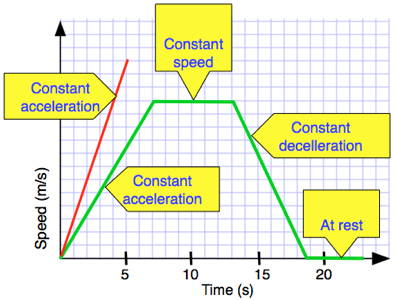 Constant
speed
Constant
acceleration
Constant
decelleration
Constant
acceleration
At rest
Speed (m/s)
5
10
15
20
Time (s)